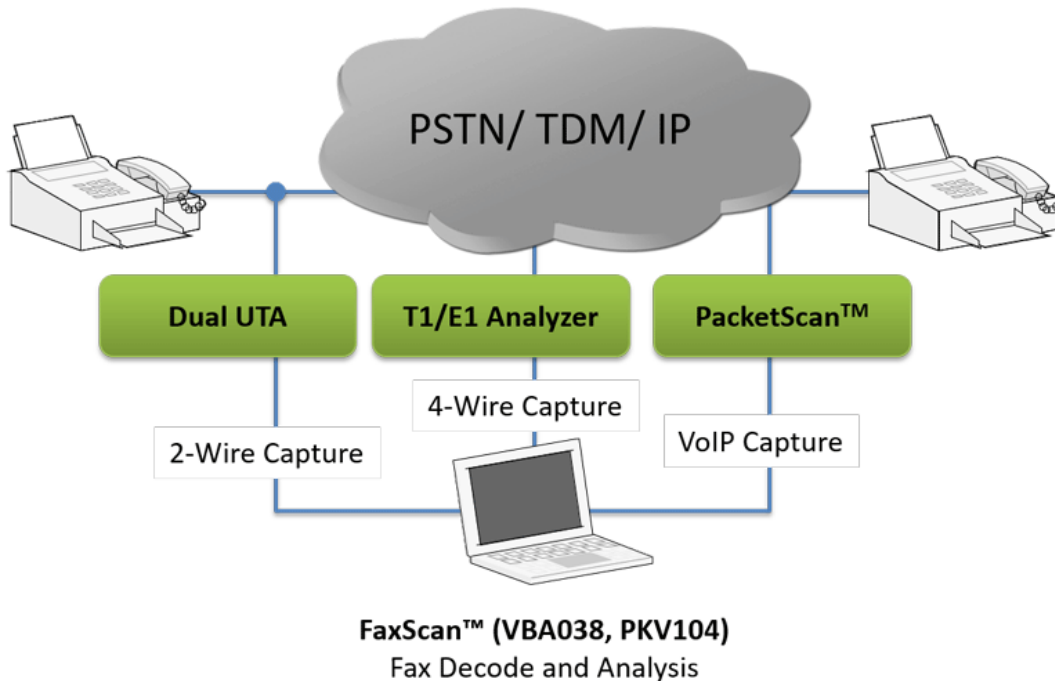 PSTN/ TDM/ IP
Dual UTA
T1/E1 Analyzer
PacketScan™
4-Wire Capture
2-Wire Capture
VoIP Capture
FaxScan™ (VBA038, PKV104)
Fax Decode and Analysis